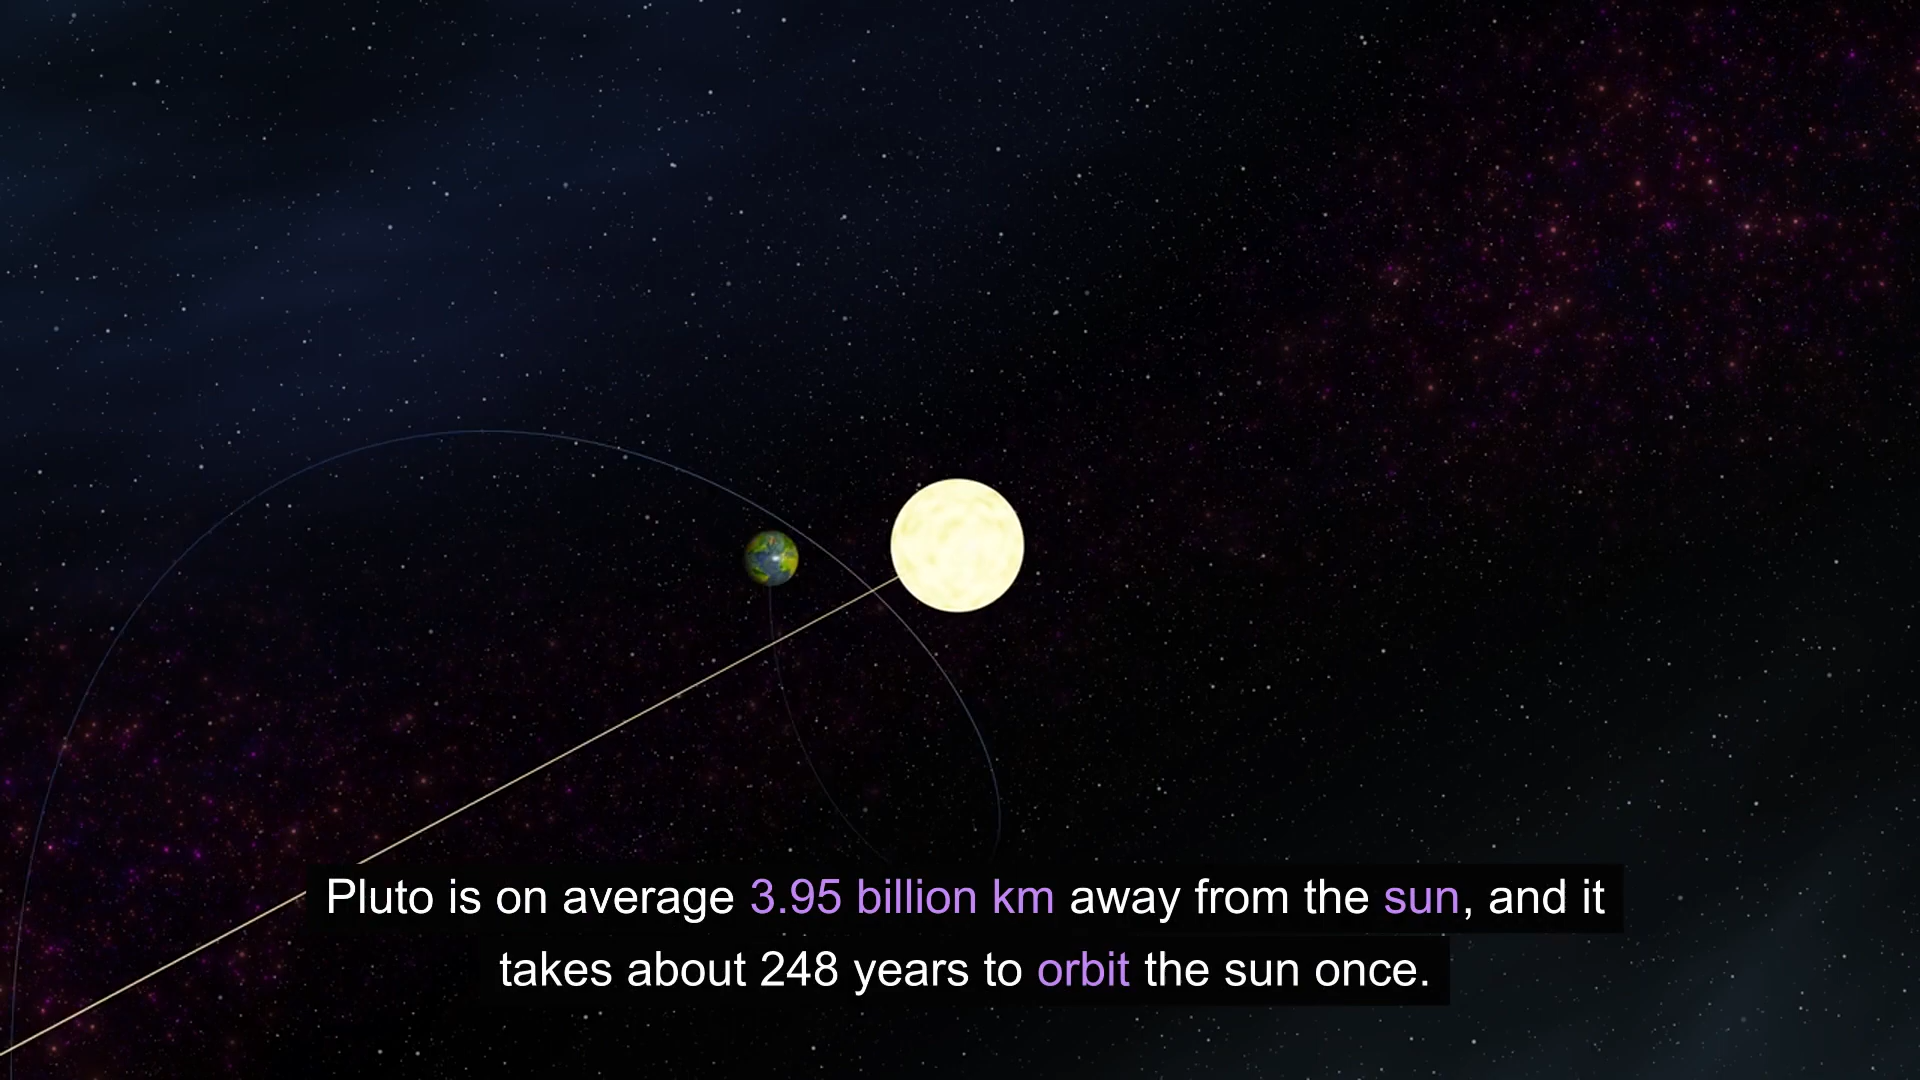 Pluto is on average 3.95 billion km away from the sun, and it
takes about 248 years to orbit the sun once.